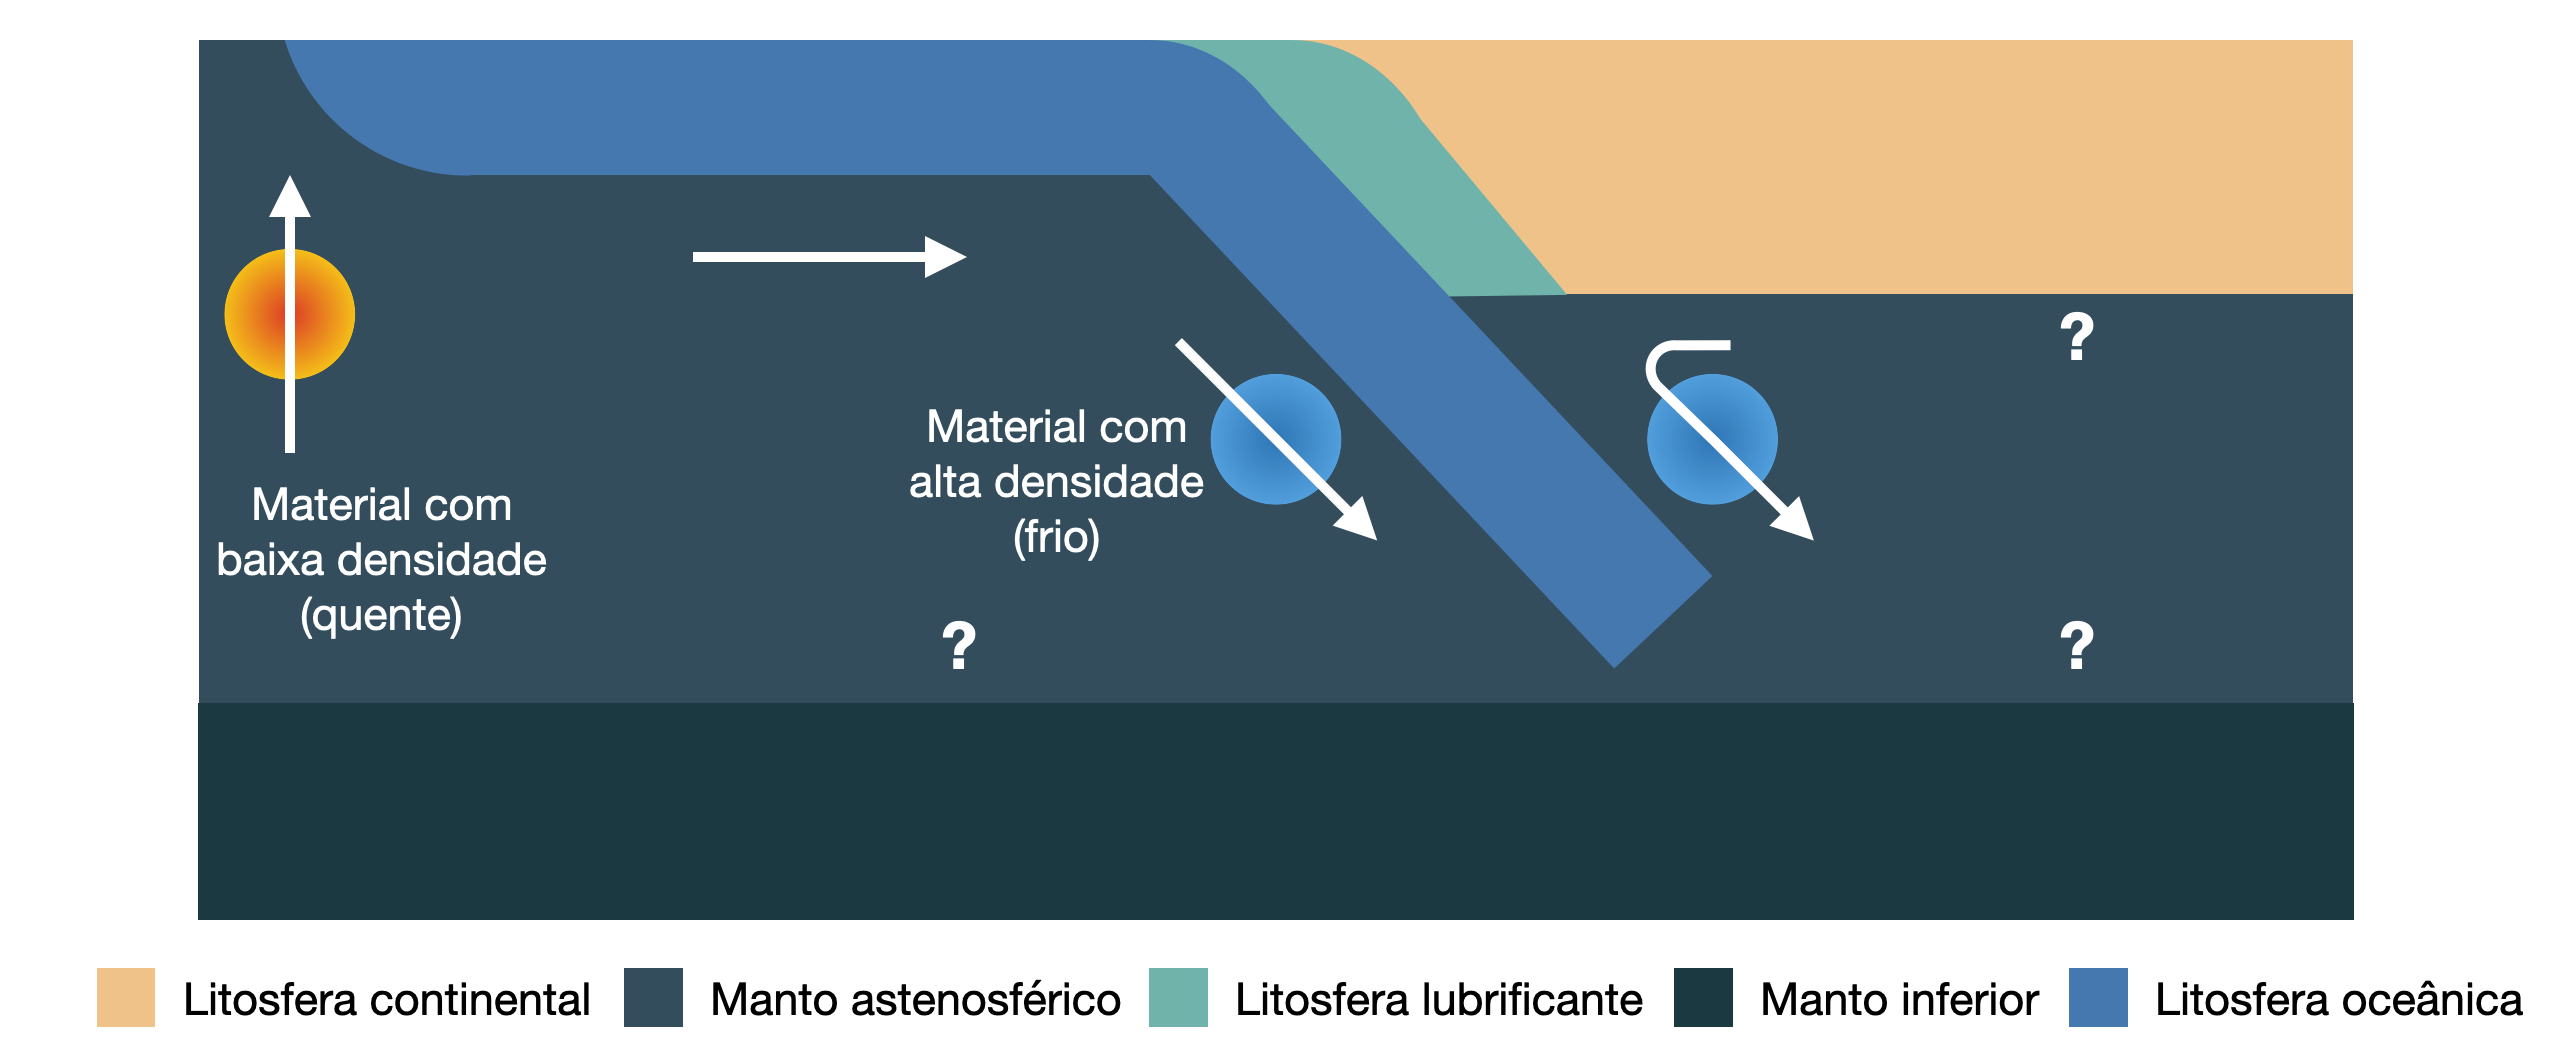 ?
Material com
alta densidade
(frio)
Material com
baixa densidade
(quente)
?
?
Litosfera continental
Manto astenosférico
Litosfera lubrificante
Manto inferior
Litosfera oceânica